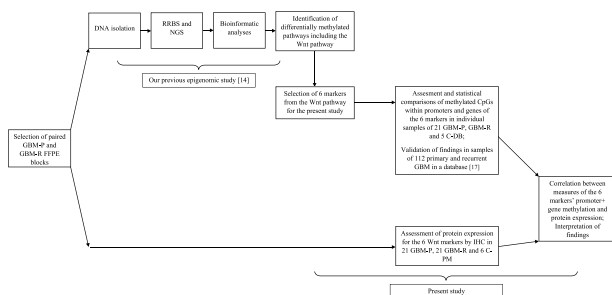 DNA isolation
RRBS and
NGS
Bioinformatic
analyses
Identification of
differentially methylated
pathways including the
Wnt pathway
Our previous epigenomic study [14]
Selection of 6 markers
from the Wnt pathway
for the present study
Assessment and statistical
comparisons of methylated CpGs
within promoters and genes of
the 6 markers in individual
samples of 21 GBM-P, GBM-R
and 5 C-DB;
Validation of findings in samples
of 112 primary and recurrent
GBM in a database [17]
Selection of paired
GBM-P and
GBM-R FFPE
blocks
Correlation between
measures of the 6
markers' promoter+
gene methylation and
protein expression;
Interpretation of
findings
Assessment of protein expression
for the 6 Wnt markers by IHC in
21 GBM-P, 21 GBM-R and 6 C-
PM
Present study